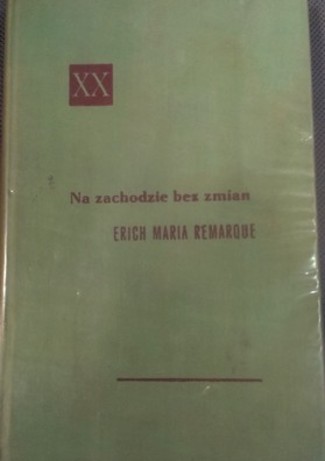 XX
Na zachodzie bez zmian
ERICH MARIA REMARQUE